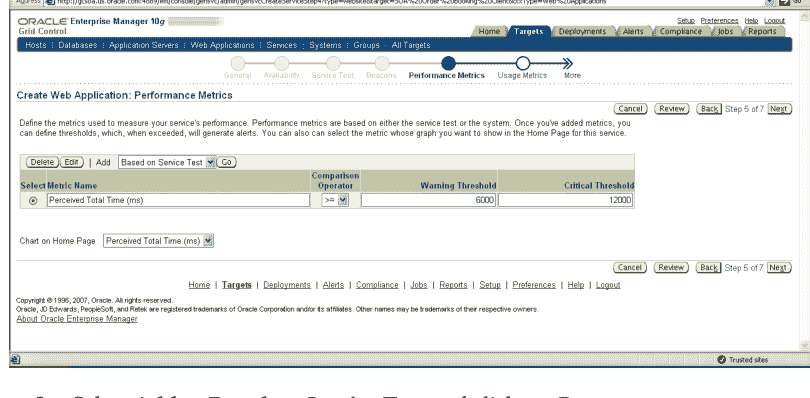 ORACLE Enterprise Manager 10g
Grid Control
Setup Preferences Help Logout
Home Targets Deployments Alerts Compliance Jobs Reports
Hosts | Databases | Application Servers | Web Applications | Services | Systems | Groups | All Targets
General Availability Service Test Beacons Performance Metrics Usage Metrics More
Create Web Application: Performance Metrics
Cancel Review Back Step 5 of 7 Next
Define the metrics used to measure your service's performance. Performance metrics are based on either the service test or the system. Once you've added metrics, you
can define thresholds, which, when exceeded, will generate alerts. You can also can select the metric whose graph you want to show in the Home Page for this service.
Delete Edit | Add Based on Service Test Go
Select Metric Name Comparison Operator Warning Threshold Critical Threshold
Perceived Total Time (ms) >= 6000 12000
Chart on Home Page Perceived Total Time (ms)
Cancel Review Back Step 5 of 7 Next
Home | Targets | Deployments | Alerts | Compliance | Jobs | Reports | Setup | Preferences | Help | Logout
Copyright © 1996, 2007, Oracle. All rights reserved.
Oracle, JD Edwards, PeopleSoft, and Retek are registered trademarks of Oracle Corporation and/or its affiliates. Other names may be trademarks of their respective owners.
About Oracle Enterprise Manager
Trusted sites